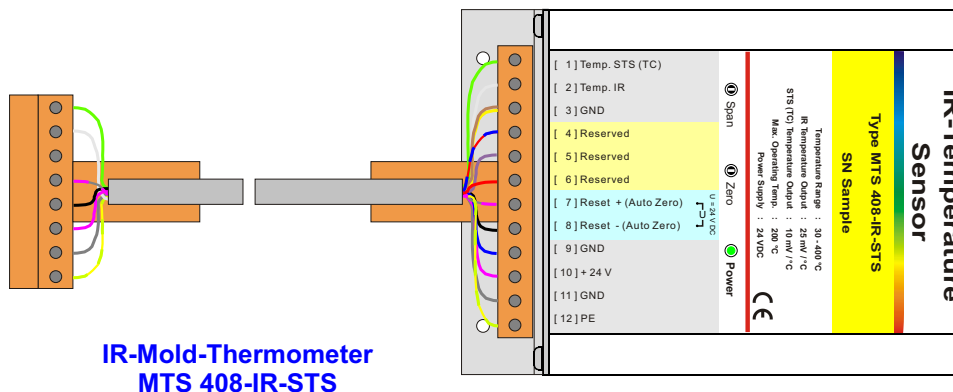 [ 1 ] Temp. STS (TC)
[ 2 ] Temp. IR
[ 3 ] GND
[ 4 ] Reserved
[ 5 ] Reserved
[ 6 ] Reserved
[ 7 ] Reset + (Auto Zero)
[ 8 ] Reset - (Auto Zero)
[ 9 ] GND
[ 10 ] + 24 V
[ 11 ] GND
[ 12 ] PE
U = 24 V DC
Span
Zero
Power
IR-Temperature
Sensor
Type MTS 408-IR-STS
SN Sample
Temperature Range : 30 - 400 °C
IR Temperature Output : 25 mV / °C
STS (TC) Temperature Output : 10 mV / °C
Max. Operating Temp. : 200 °C
Power Supply : 24 VDC
CE
IR-Mold-Thermometer
MTS 408-IR-STS